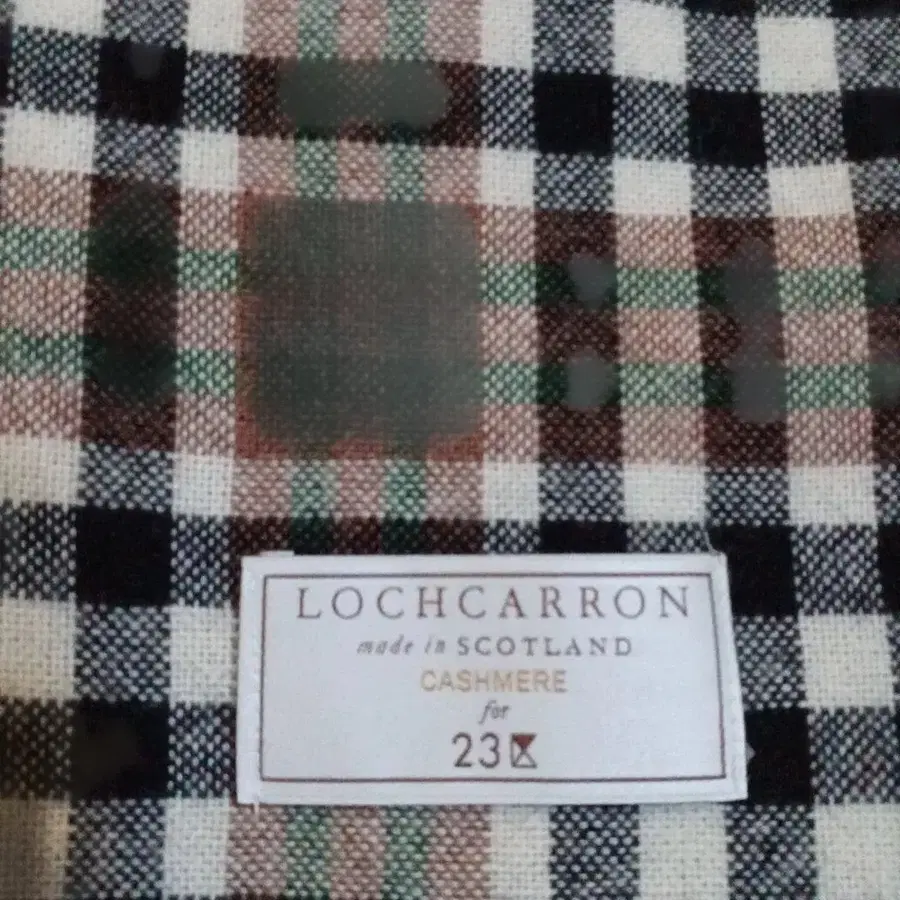 LOCHCARRON
made in SCOTLAND
CASHMERE
for
23